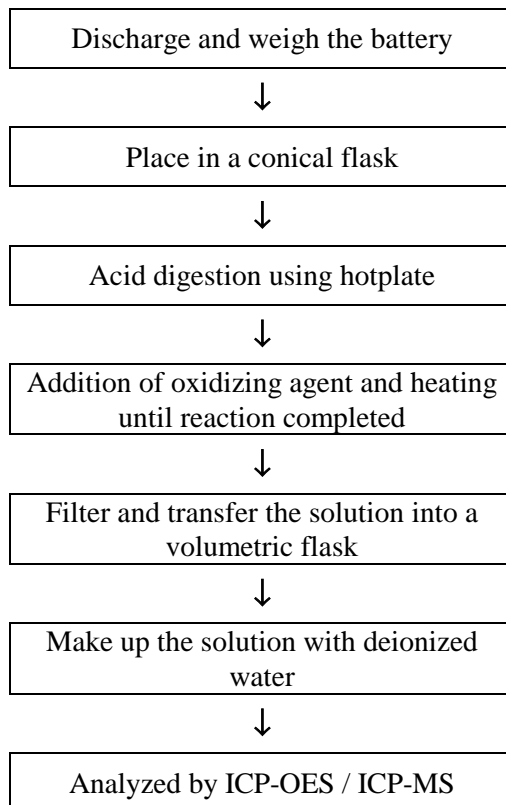 Discharge and weigh the battery
↓
Place in a conical flask
↓
Acid digestion using hotplate
↓
Addition of oxidizing agent and heating
until reaction completed
↓
Filter and transfer the solution into a
volumetric flask
↓
Make up the solution with deionized
water
↓
Analyzed by ICP-OES / ICP-MS